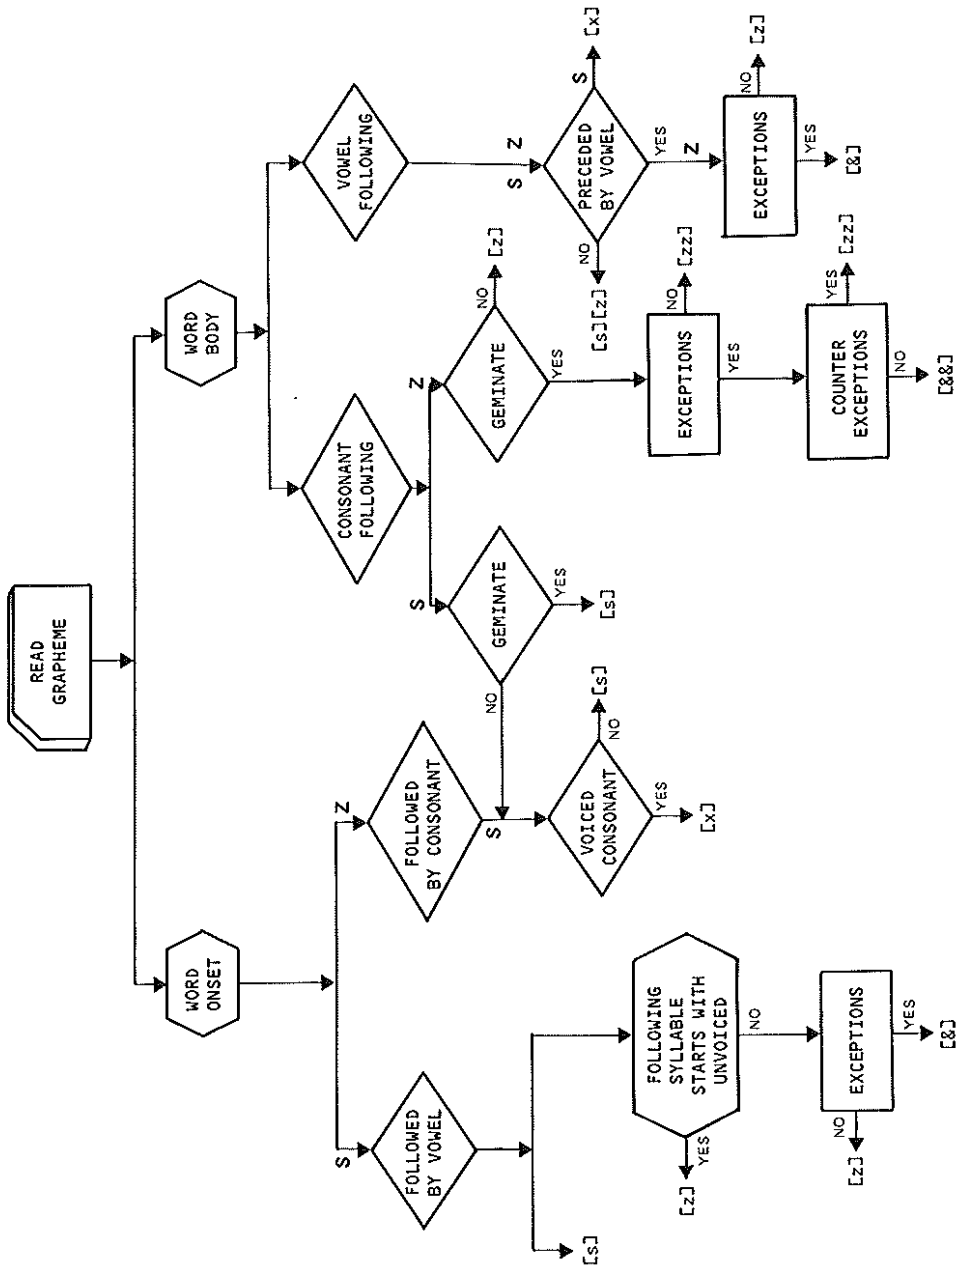 READ
GRAPHEME
WORD
ONSET
WORD
BODY
S
Z
FOLLOWED
BY VOWEL
FOLLOWED
BY CONSONANT
CONSONANT
FOLLOWING
VOWEL
FOLLOWING
S
Z
S Z
GEMINATE
GEMINATE
NO
YES
[s]
NO
[z]
YES
S
VOICED
CONSONANT
NO
[s]
YES
[x]
PRECEDED
BY VOWEL
S
[x]
NO
[s][z]
YES
Z
[s]
FOLLOWING
SYLLABLE
STARTS WITH
UNVOICED
YES
[z]
NO
EXCEPTIONS
NO
[z]
YES
[&]
EXCEPTIONS
NO
[zz]
YES
COUNTER
EXCEPTIONS
YES
[zz]
NO
[&&]
EXCEPTIONS
NO
[z]
YES
[&]